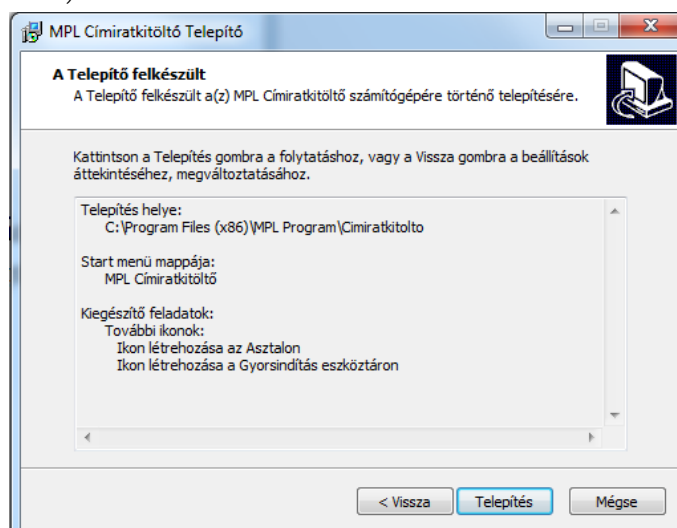 MPL Címiratkitöltő Telepítő
A Telepítő felkészült
A Telepítő felkészült a(z) MPL Címiratkitöltő számítógépére történő telepítésére.
Kattintson a Telepítés gombra a folytatáshoz, vagy a Vissza gombra a beállítások
áttekintéséhez, megváltoztatásához.
Telepítés helye:
C:\Program Files (x86)\MPL Program\Cimiratkitolto
Start menü mappája:
MPL Címiratkitöltő
Kiegészítő feladatok:
További ikonok:
Ikon létrehozása az Asztalon
Ikon létrehozása a Gyorsindítás eszköztáron
< Vissza
Telepítés
Mégse